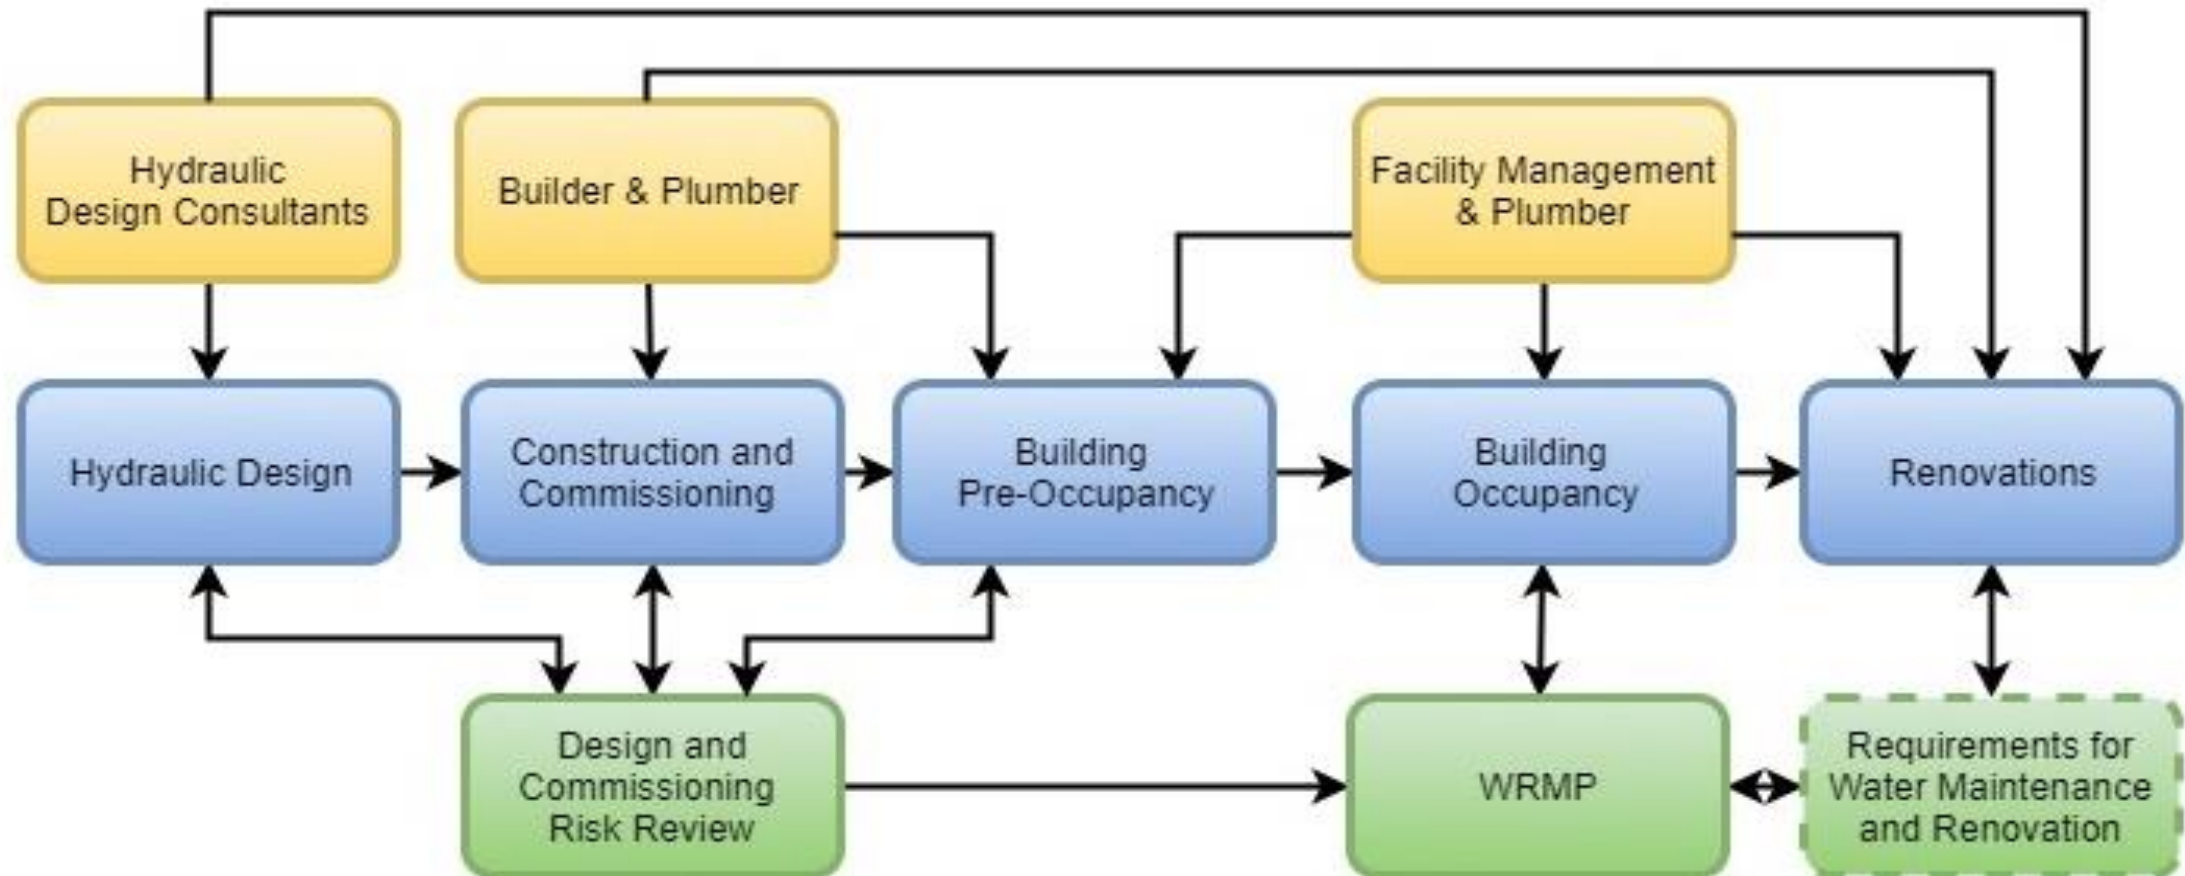 Hydraulic
Design Consultants
Builder & Plumber
Facility Management
& Plumber
Hydraulic Design
Construction and
Commissioning
Building
Pre-Occupancy
Building
Occupancy
Renovations
Design and
Commissioning
Risk Review
WRMP
Requirements for
Water Maintenance
and Renovation